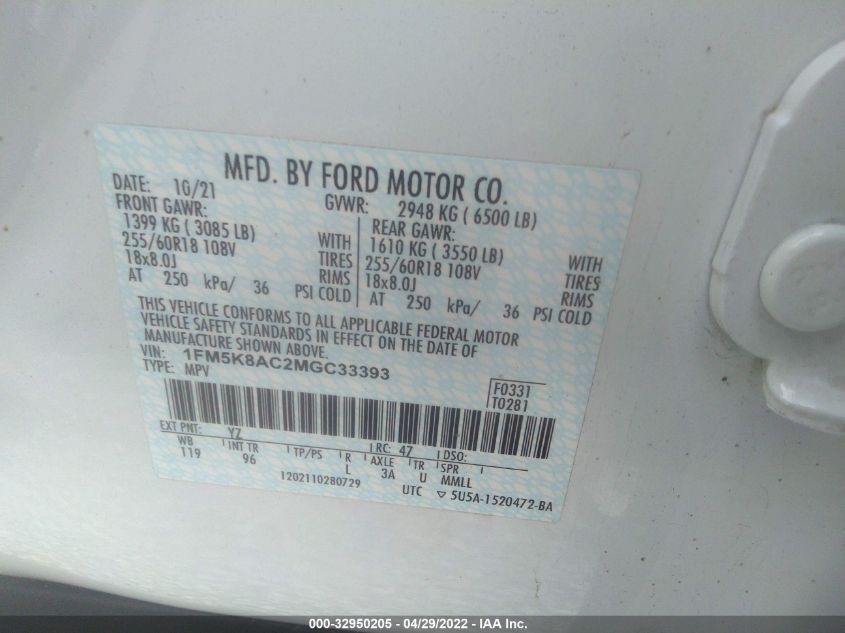 MFD. BY FORD MOTOR CO.
DATE: 10/21 GVWR: 2948 KG ( 6500 LB)
FRONT GAWR: REAR GAWR:
1399 KG ( 3085 LB) WITH 1610 KG ( 3550 LB) WITH
255/60R18 108V TIRES 255/60R18 108V TIRES
18x8.0J RIMS 18x8.0J RIMS
AT 250 kPa/ 36 PSI COLD AT 250 kPa/ 36 PSI COLD
THIS VEHICLE CONFORMS TO ALL APPLICABLE FEDERAL MOTOR
VEHICLE SAFETY STANDARDS IN EFFECT ON THE DATE OF
MANUFACTURE SHOWN ABOVE.
VIN: 1FM5K8AC2MGC33393
TYPE: MPV
F0331
T0281
EXT PNT: YZ RC: 47 DSO:
WB INT TR TP/PS R AXLE TR SPR
119 96 L 3A U MMLL
1202110280729 UTC ▽ 5U5A-1520472-BA
000-32950205 - 04/29/2022 - IAA Inc.